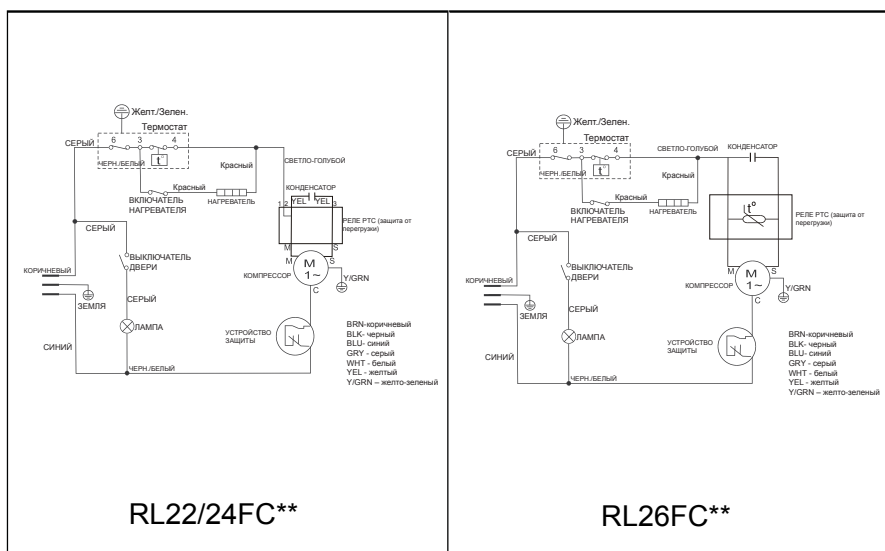 Желт./Зелен.
Термостат
СЕРЫЙ
6 3 4
ЧЕРН./БЕЛЫЙ
t°
СВЕТЛО-ГОЛУБОЙ
Красный
Красный
ВКЛЮЧАТЕЛЬ
НАГРЕВАТЕЛЯ
НАГРЕВАТЕЛЬ
КОНДЕНСАТОР
1 2 YEL YEL 3
РЕЛЕ РТС (защита от
перегрузки)
M S
M S
СЕРЫЙ
ВЫКЛЮЧАТЕЛЬ
ДВЕРИ
КОМПРЕССОР
M
1~
Y/GRN
C
КОРИЧНЕВЫЙ
ЗЕМЛЯ
СЕРЫЙ
ЛАМПА
УСТРОЙСТВО
ЗАЩИТЫ
СИНИЙ
ЧЕРН./БЕЛЫЙ
BRN-коричневый
BLK- черный
BLU- синий
GRY - серый
WHT - белый
YEL - желтый
Y/GRN – желто-зеленый
RL22/24FC**
Желт./Зелен.
Термостат
СЕРЫЙ
6 3 4
ЧЕРН./БЕЛЫЙ
t°
СВЕТЛО-ГОЛУБОЙ
КОНДЕНСАТОР
Красный
Красный
ВКЛЮЧАТЕЛЬ
НАГРЕВАТЕЛЯ
НАГРЕВАТЕЛЬ
t°
РЕЛЕ РТС (защита от
перегрузки)
СЕРЫЙ
ВЫКЛЮЧАТЕЛЬ
ДВЕРИ
M S
КОМПРЕССОР
M
1~
Y/GRN
C
КОРИЧНЕВЫЙ
ЗЕМЛЯ
СЕРЫЙ
ЛАМПА
УСТРОЙСТВО
ЗАЩИТЫ
СИНИЙ
ЧЕРН./БЕЛЫЙ
BRN-коричневый
BLK- черный
BLU- синий
GRY - серый
WHT - белый
YEL - желтый
Y/GRN – желто-зеленый
RL26FC**